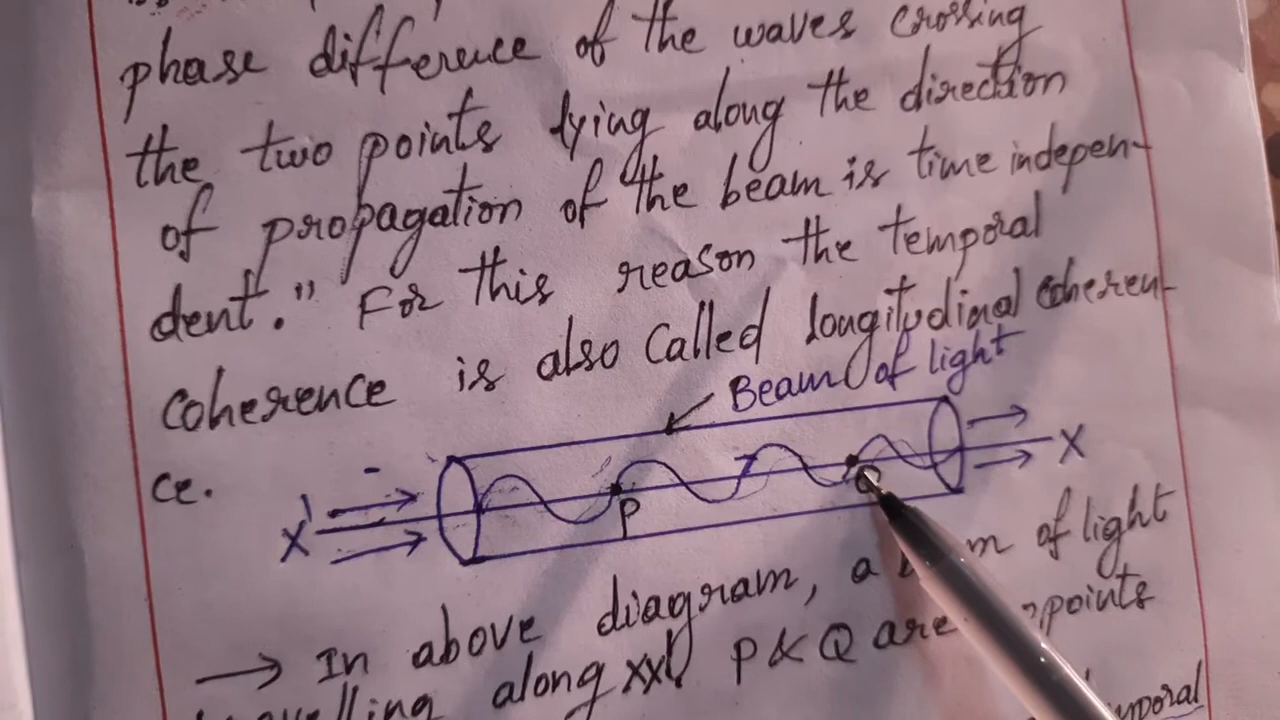 phase difference of the waves crossing
the two points lying along the direction
of propagation of the beam is time indepen-
dent." For this reason the temporal
coherence is also called longitudinal coheren-
ce.
Beam of light
X'
P
Q
X
→ In above diagram, a of light
along xx' P & Q are points